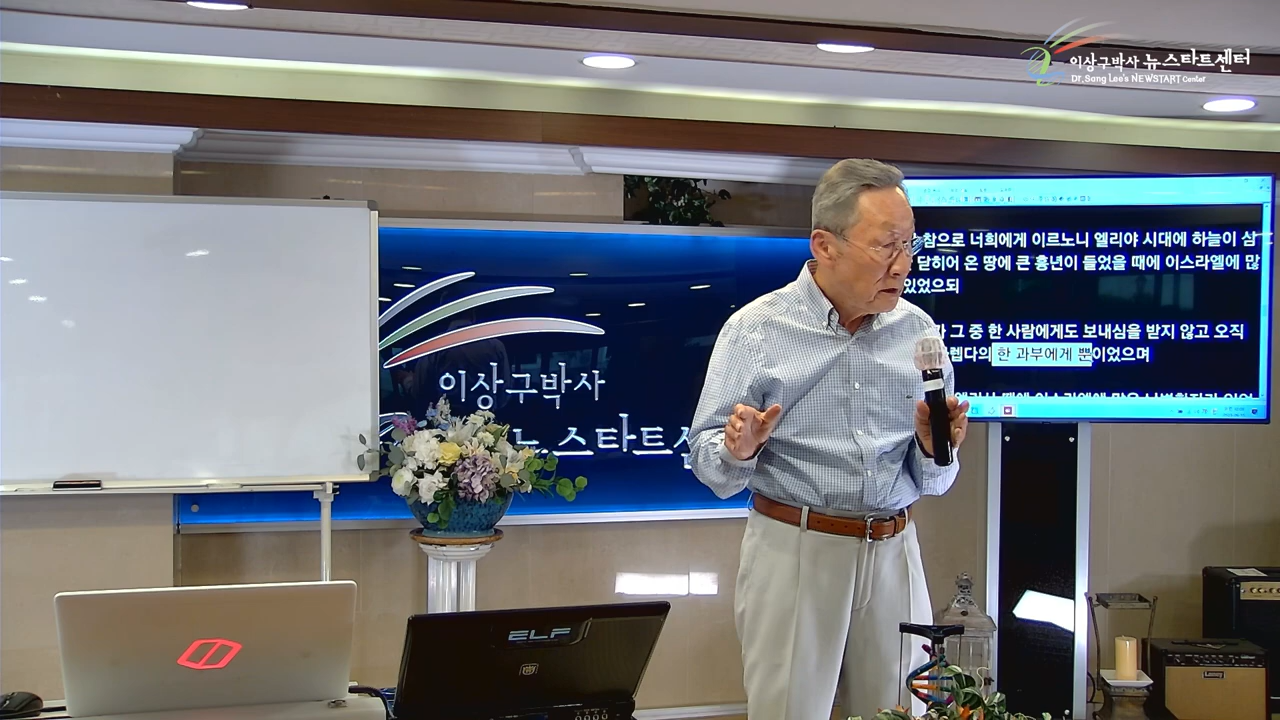 이상구박사 뉴스타트센터
Dr. Sang Lee's NEWSTART Center
참으로 너희에게 이르노니 엘리야 시대에 하늘이 삼
닫히어 온 땅에 큰 흉년이 들었을 때에 이스라엘에 많
있었으되
그 중 한 사람에게도 보내심을 받지 않고 오직
렙다의 한 과부에게 뿐이었으며
이상구박사
뉴스타트센
ELF
Laney